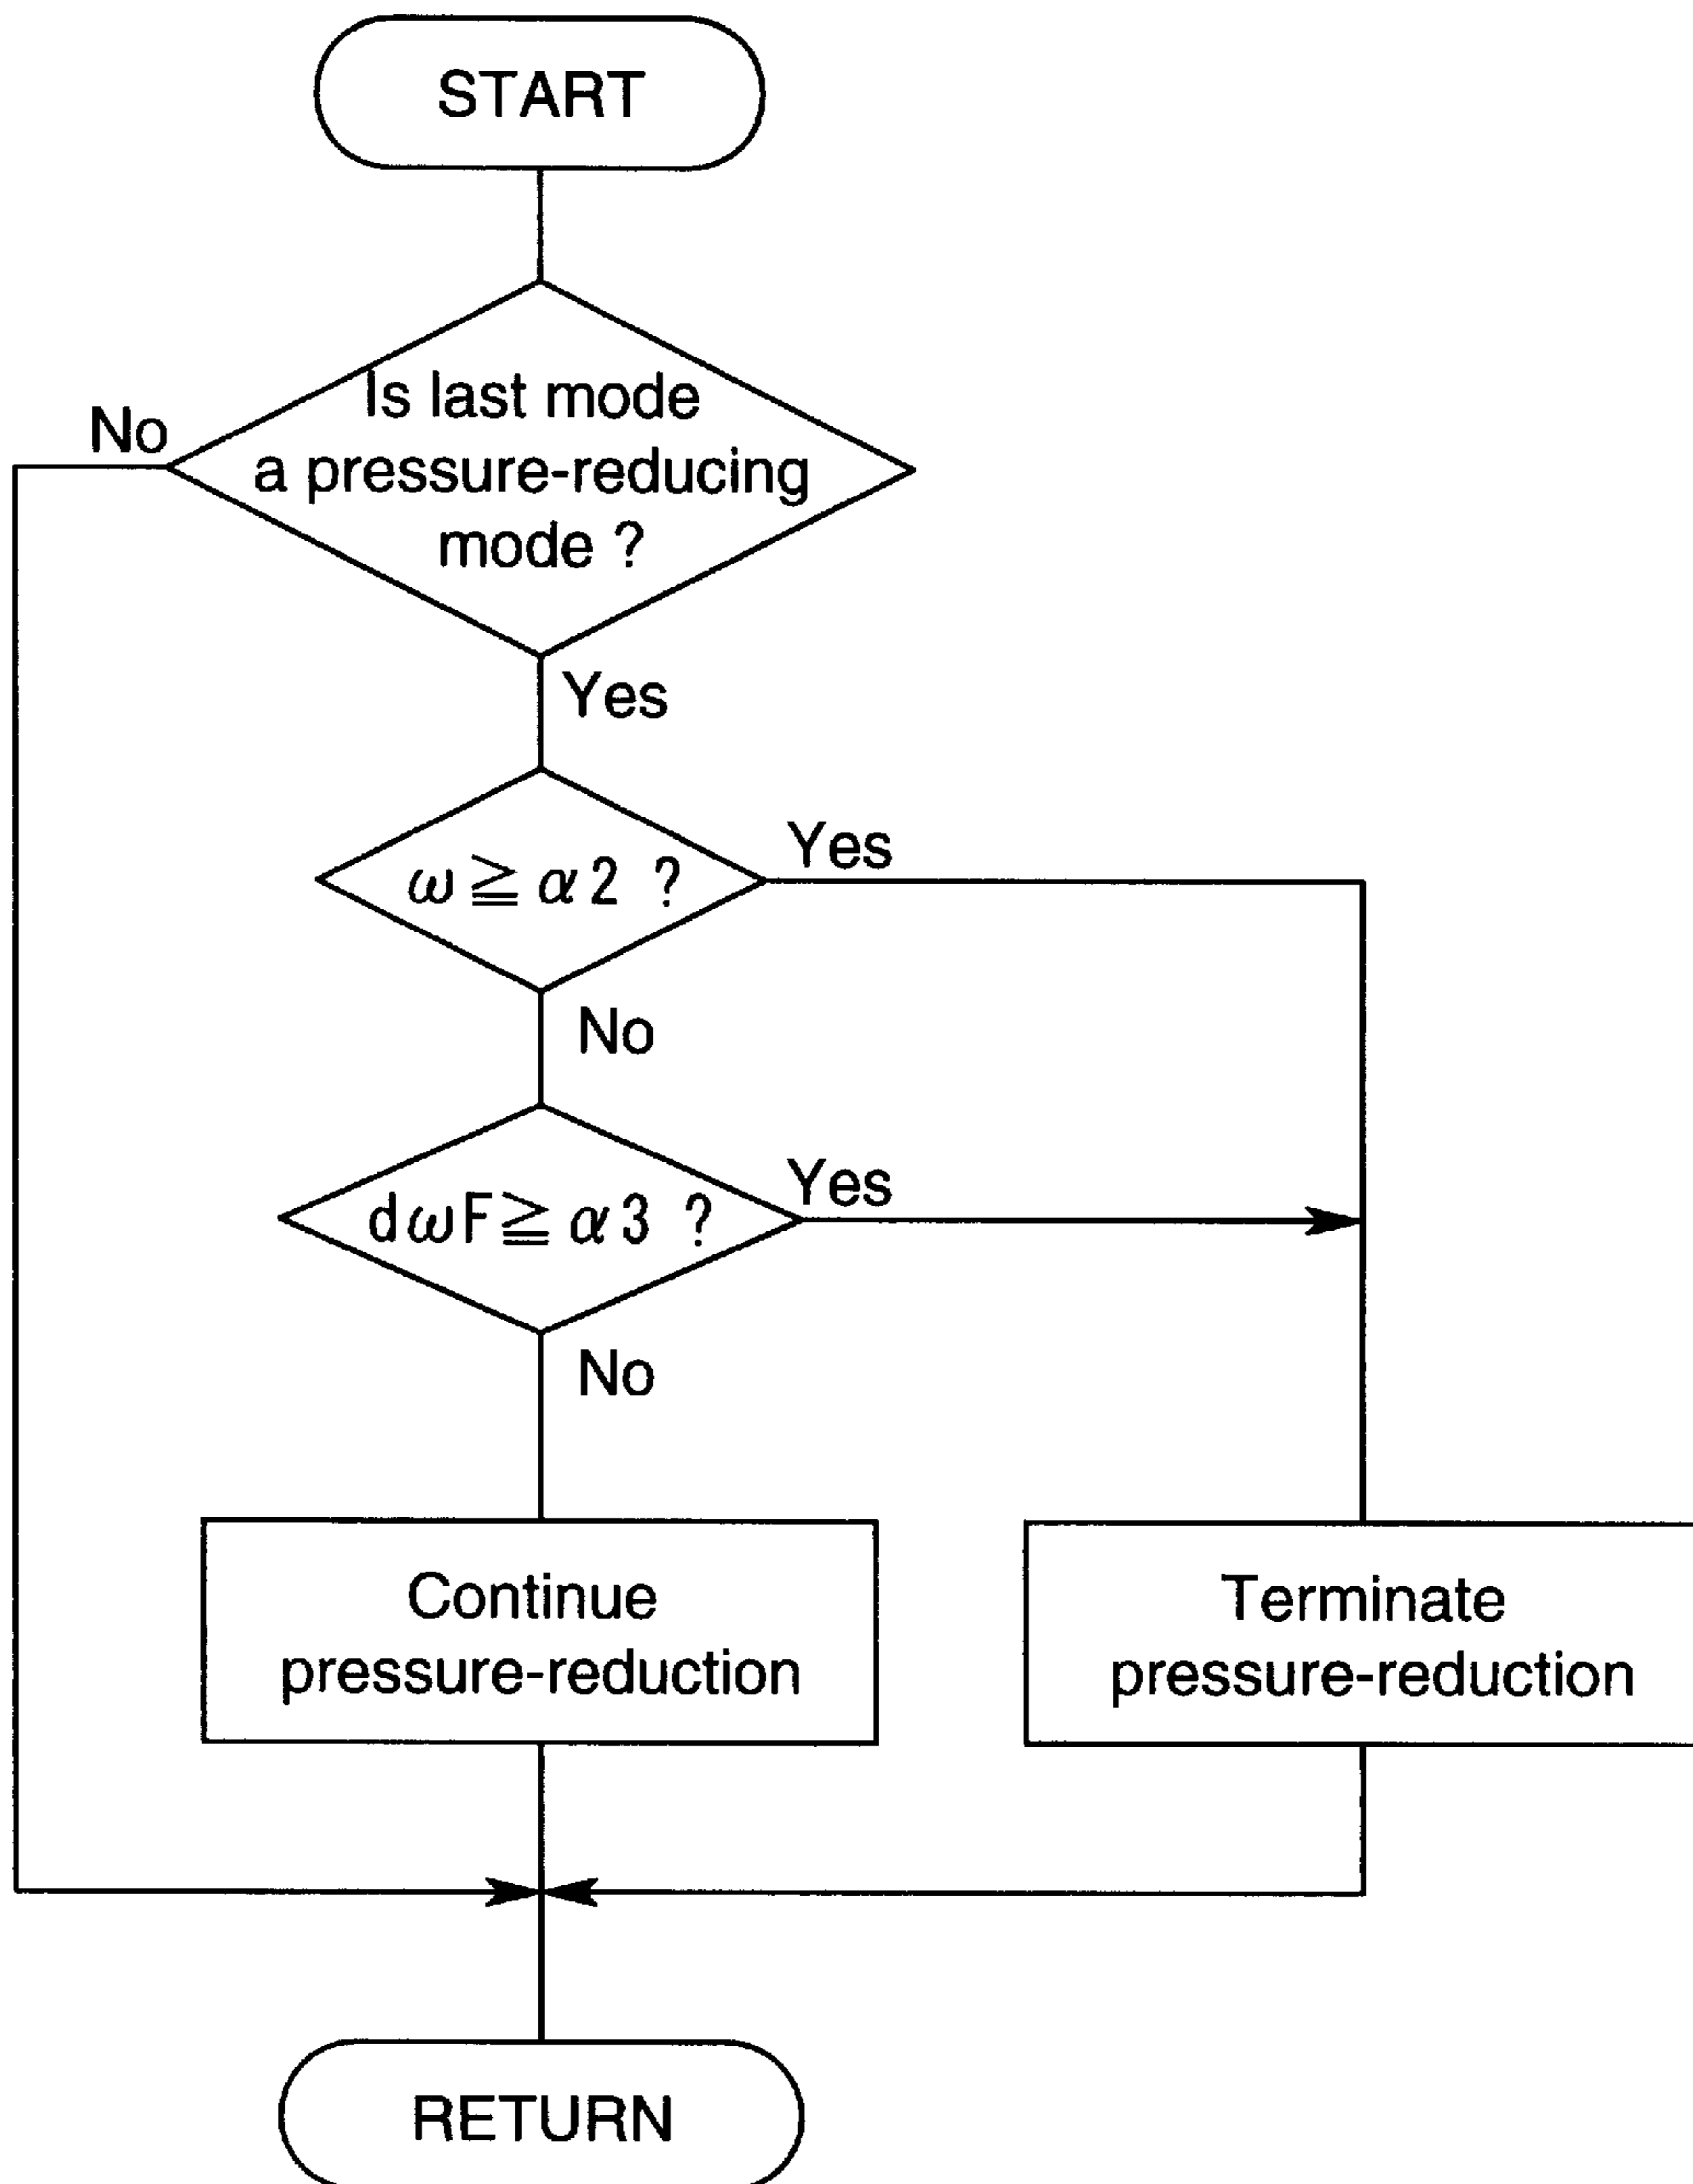 START
No
Is last mode
a pressure-reducing
mode ?
Yes
ω ≧ α2 ?
Yes
No
dωF ≧ α3 ?
Yes
No
Continue
pressure-reduction
Terminate
pressure-reduction
RETURN